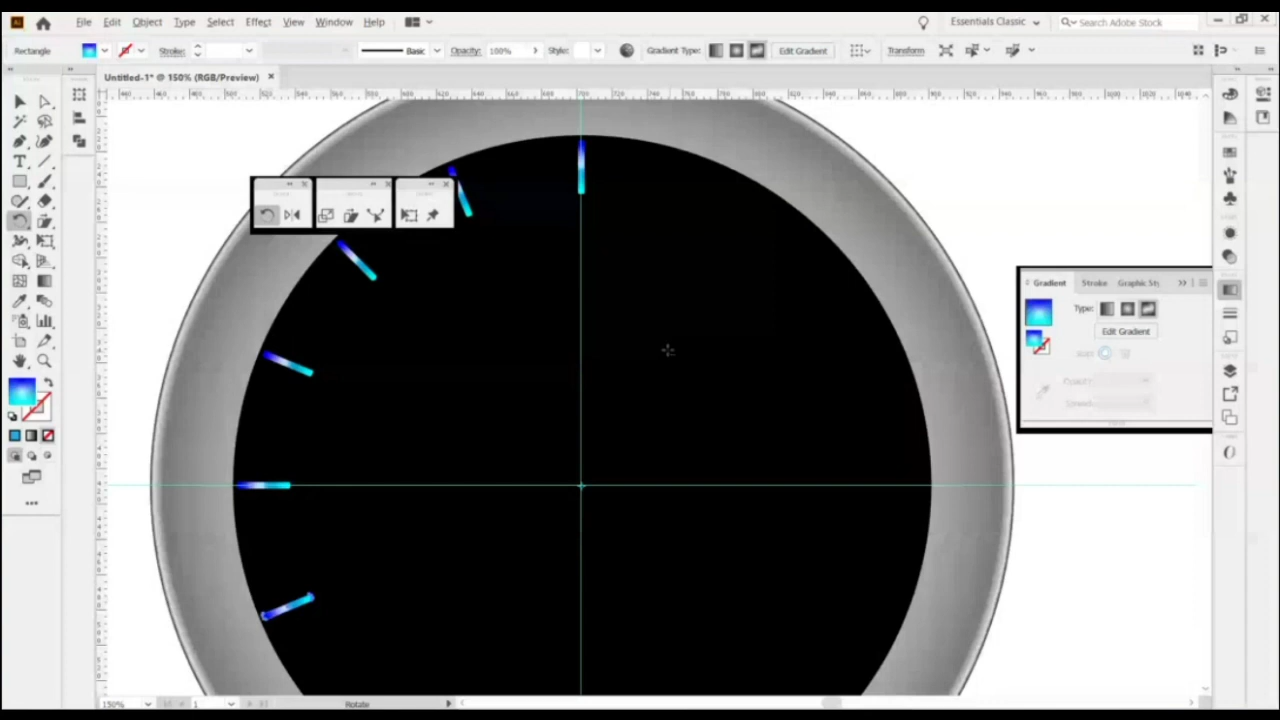 Ai File Edit Object Type Select Effect View Window Help Essentials Classic Search Adobe Stock
Rectangle Stroke: Basic Opacity: 100% Style: Gradient Type: Edit Gradient Transform
Untitled-1* @ 150% (RGB/Preview)
Gradient Stroke Graphic Sty
Type:
Edit Gradient
150% 1 Rotate